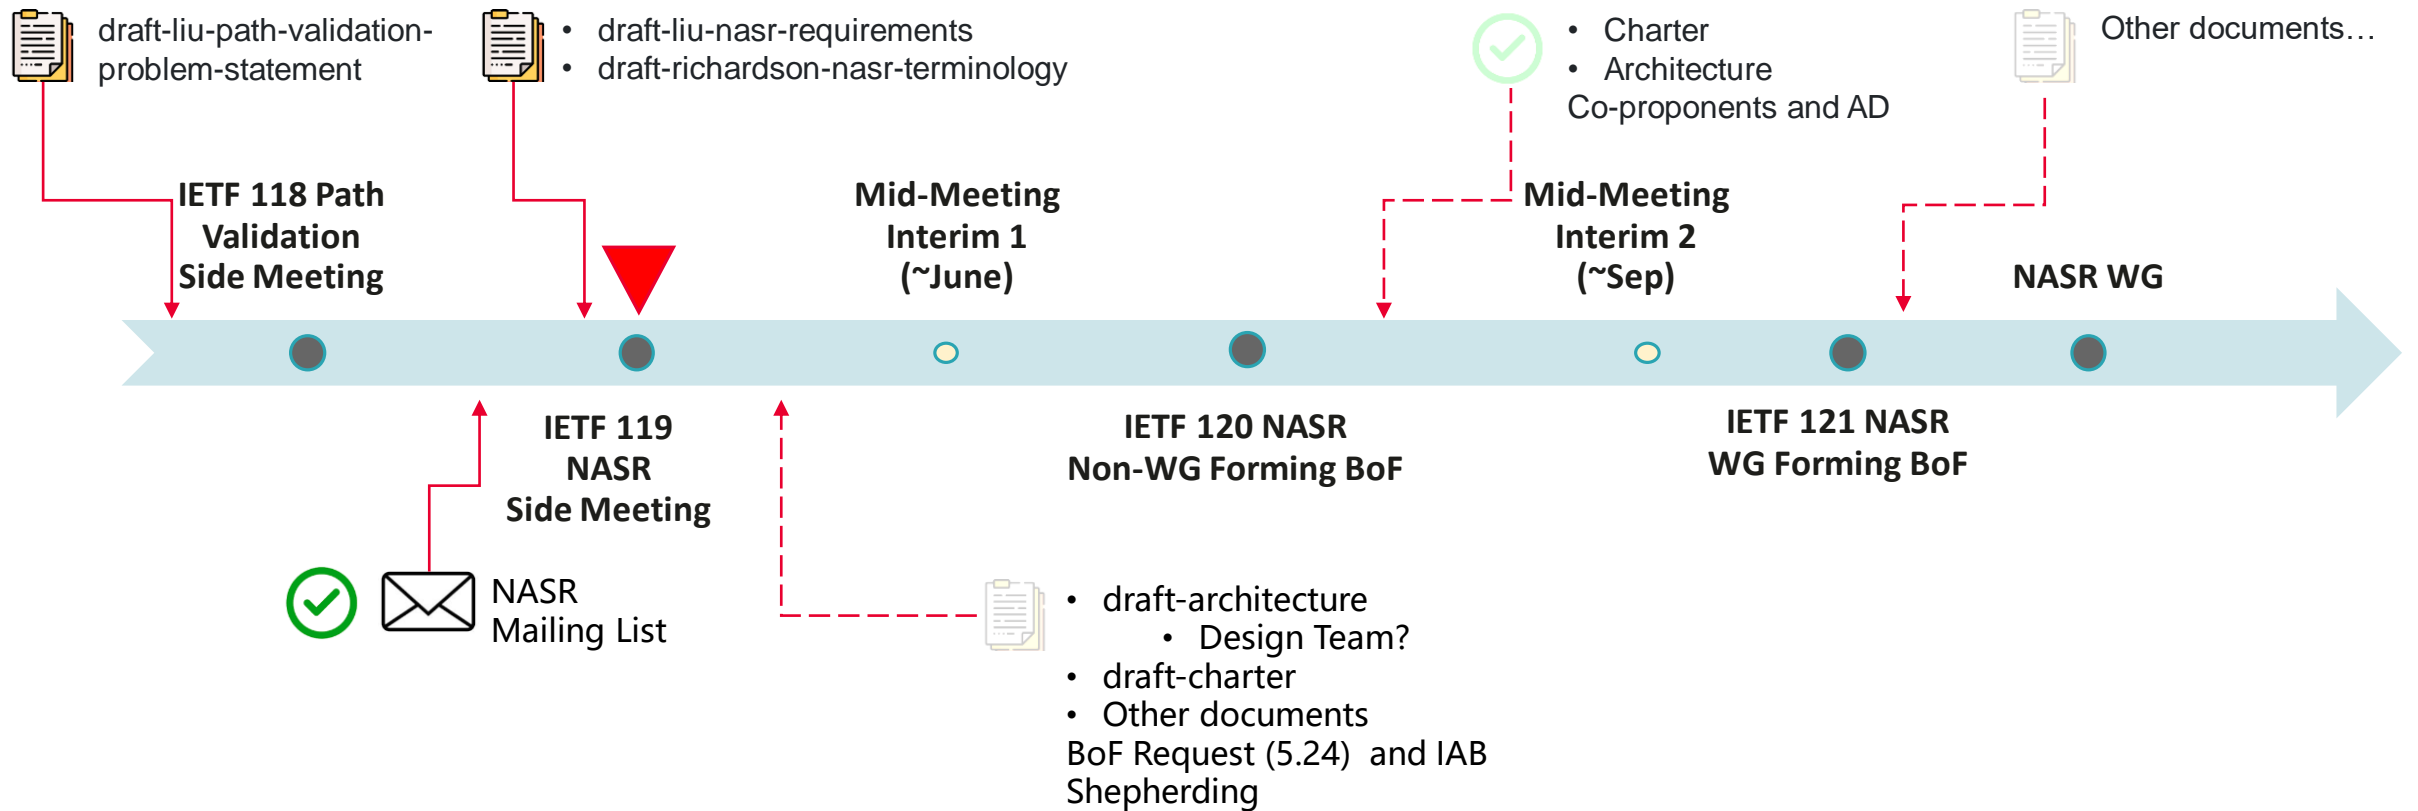 draft-liu-path-validation-
problem-statement
• draft-liu-nasr-requirements
• draft-richardson-nasr-terminology
• Charter
• Architecture
Co-proponents and AD
Other documents…
IETF 118 Path
Validation
Side Meeting
Mid-Meeting
Interim 1
(~June)
Mid-Meeting
Interim 2
(~Sep)
NASR WG
IETF 119
NASR
Side Meeting
IETF 120 NASR
Non-WG Forming BoF
IETF 121 NASR
WG Forming BoF
NASR
Mailing List
• draft-architecture
• Design Team?
• draft-charter
• Other documents
BoF Request (5.24) and IAB
Shepherding